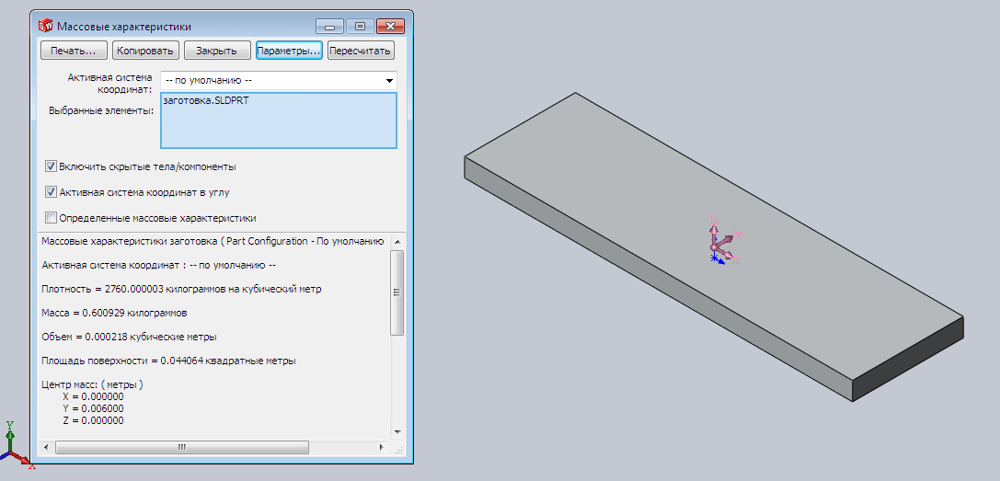 Массовые характеристики
Печать... Копировать Закрыть Параметры... Пересчитать
Активная система координат:
-- по умолчанию --
Выбранные элементы:
заготовка.SLDPRT
Включить скрытые тела/компоненты
Активная система координат в углу
Определенные массовые характеристики
Массовые характеристики заготовка ( Part Configuration - По умолчанию
Активная система координат : -- по умолчанию --
Плотность = 2760.000003 килограммов на кубический метр
Масса = 0.600929 килограммов
Объем = 0.000218 кубические метры
Площадь поверхности = 0.044064 квадратные метры
Центр масс: ( метры )
X = 0.000000
Y = 0.006000
Z = 0.000000
Y
X